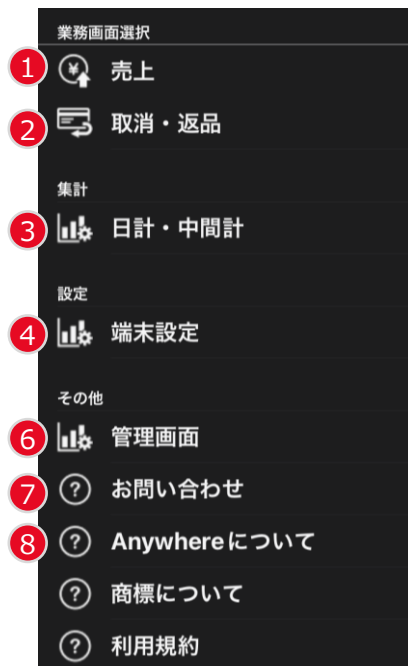 業務画面選択
1 売上
2 取消・返品
集計
3 日計・中間計
設定
4 端末設定
その他
6 管理画面
7 お問い合わせ
8 Anywhereについて
商標について
利用規約